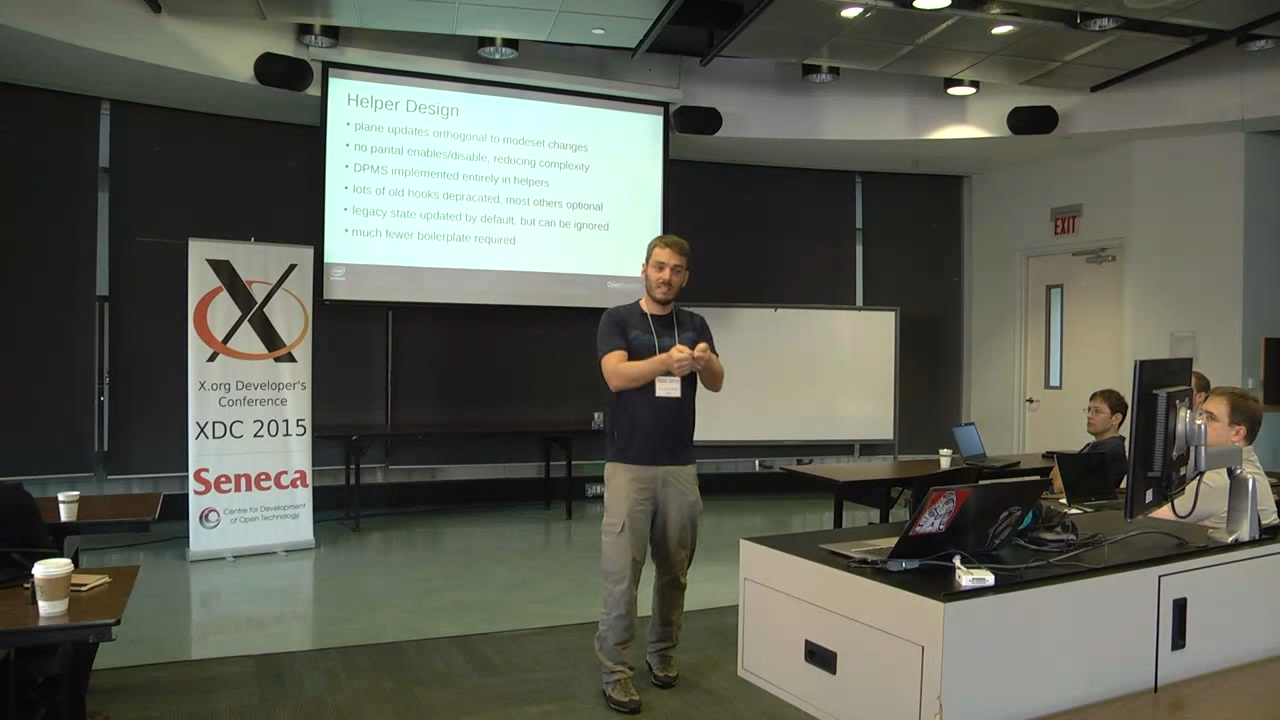 Helper Design
• plane updates orthogonal to modeset changes
• no parital enables/disable, reducing complexity
• DPMS implemented entirely in helpers
• lots of old hooks depracated, most others optional
• legacy state updated by default. but can be ignored
• much fewer boilerplate required
intel
X
X.org Developer's
Conference
XDC 2015
Seneca
Centre for Development
of Open Technology
EXIT